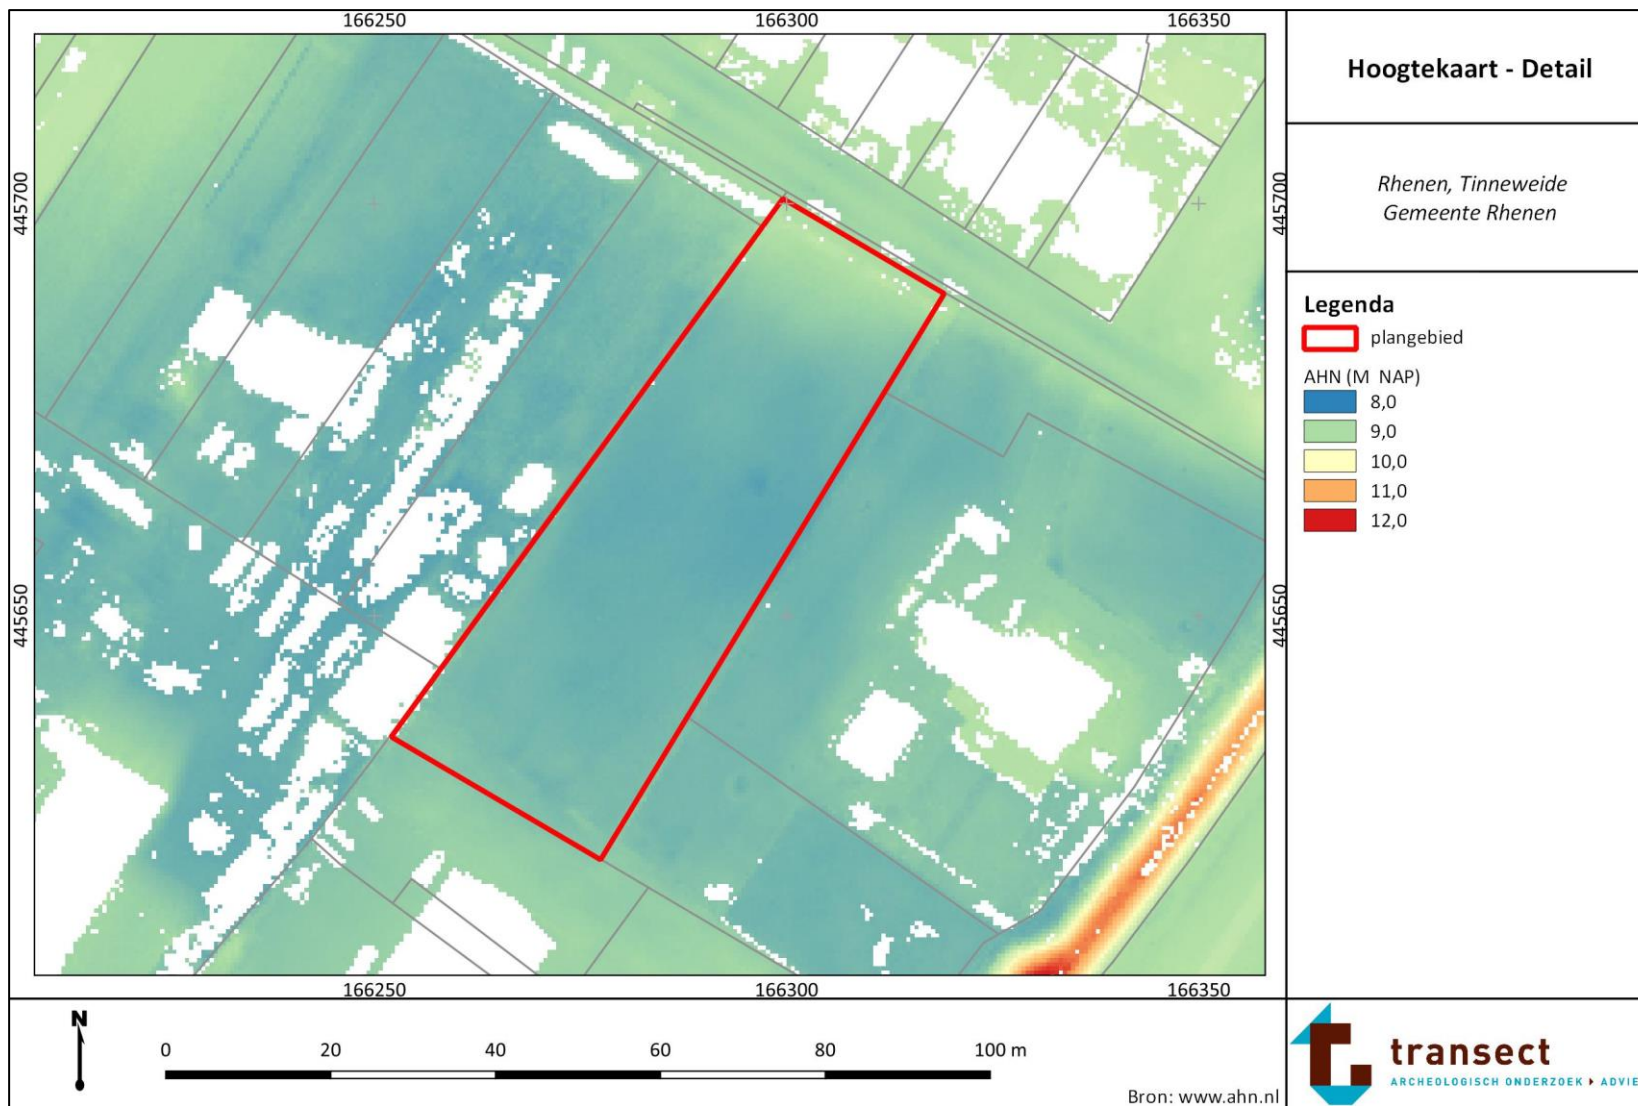 166250 166300 166350
445700 445700
445650 445650
166250 166300 166350
Hoogtekaart - Detail
Rhenen, Tinneweide
Gemeente Rhenen
Legenda
plangebied
AHN (M NAP)
8,0
9,0
10,0
11,0
12,0
N
0 20 40 60 80 100 m
Bron: www.ahn.nl
transect
ARCHEOLOGISCH ONDERZOEK ▸ ADVIE